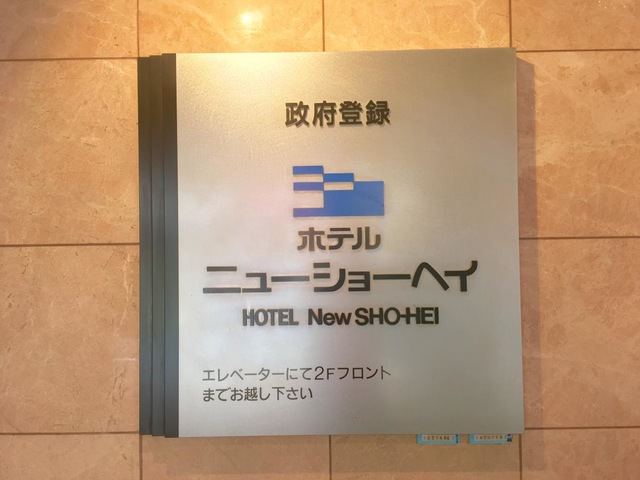 政府登録
ホテル
ニューショーヘイ
HOTEL New SHO-HEI
エレベーターにて2Fフロント
までお越し下さい